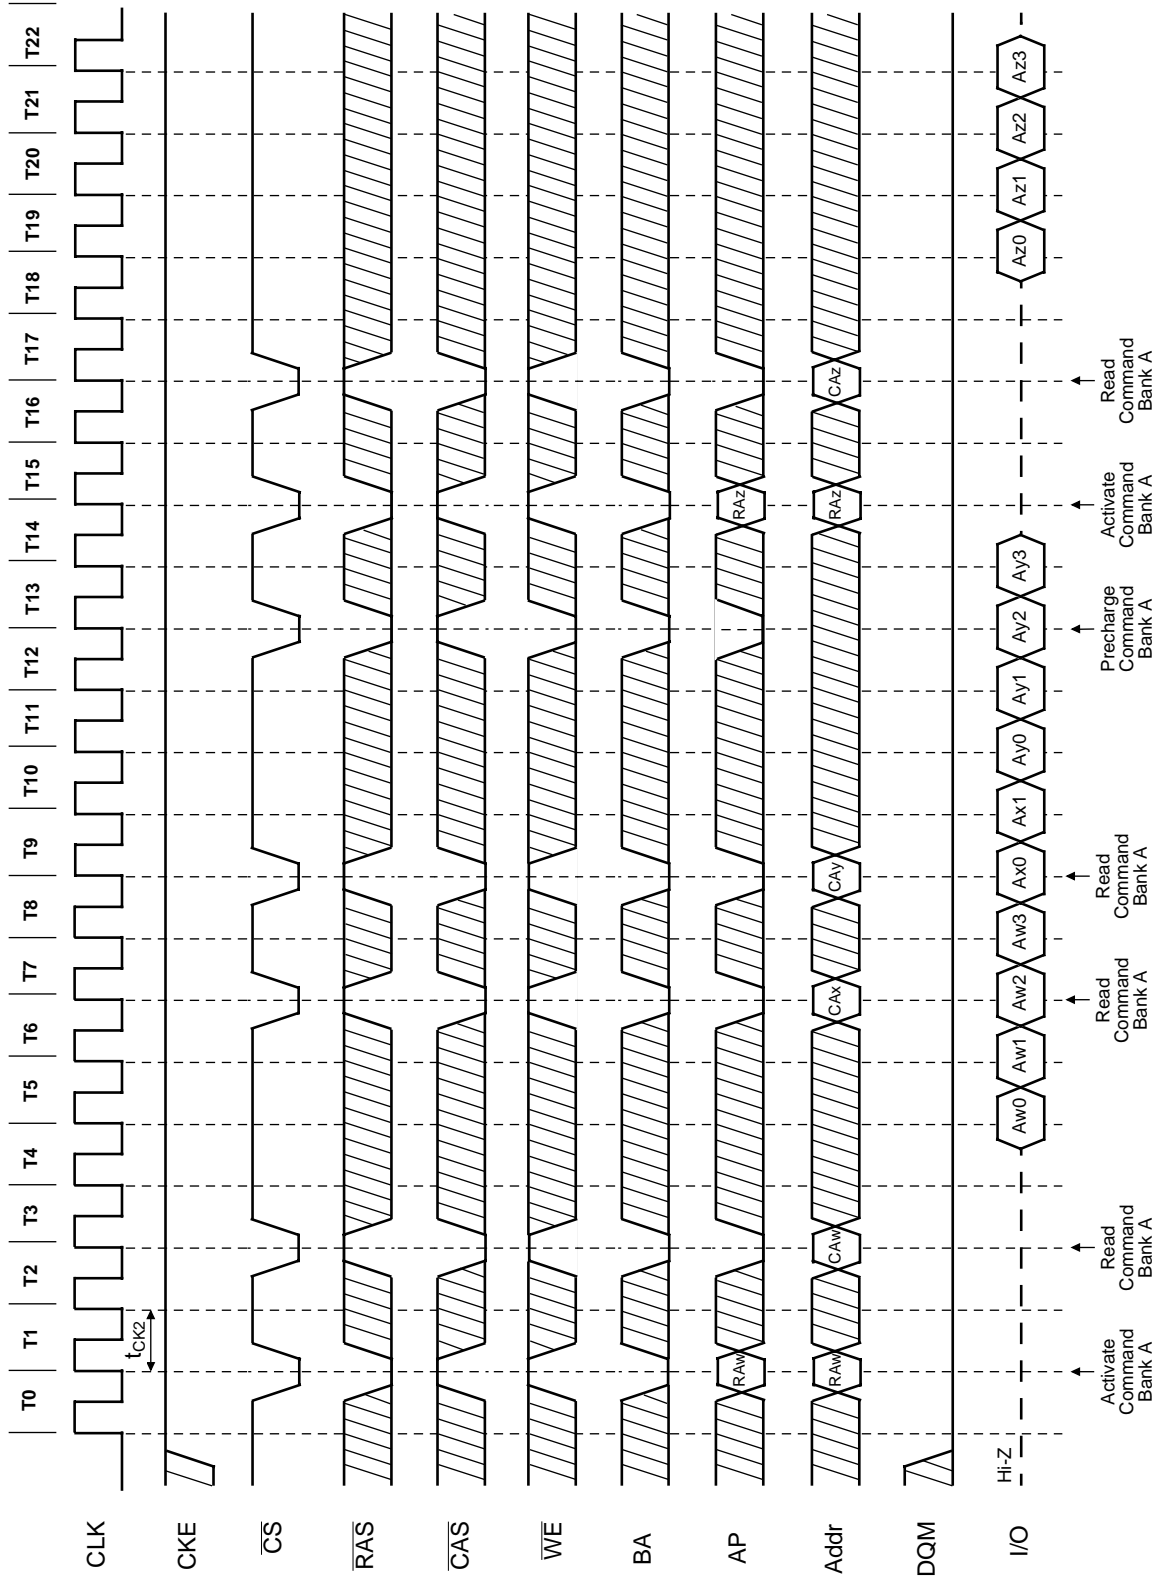 T0 T1 T2 T3 T4 T5 T6 T7 T8 T9 T10 T11 T12 T13 T14 T15 T16 T17 T18 T19 T20 T21 T22
CLK
tCK2
CKE
CS
RAS
CAS
WE
BA
AP
RAw RAz
Addr
RAw CAw CAx CAy RAz CAz
DQM
Hi-Z
I/O
Aw0 Aw1 Aw2 Aw3 Ax0 Ax1 Ay0 Ay1 Ay2 Ay3 Az0 Az1 Az2 Az3
Activate
Command
Bank A
Read
Command
Bank A
Read
Command
Bank A
Read
Command
Bank A
Precharge
Command
Bank A
Activate
Command
Bank A
Read
Command
Bank A